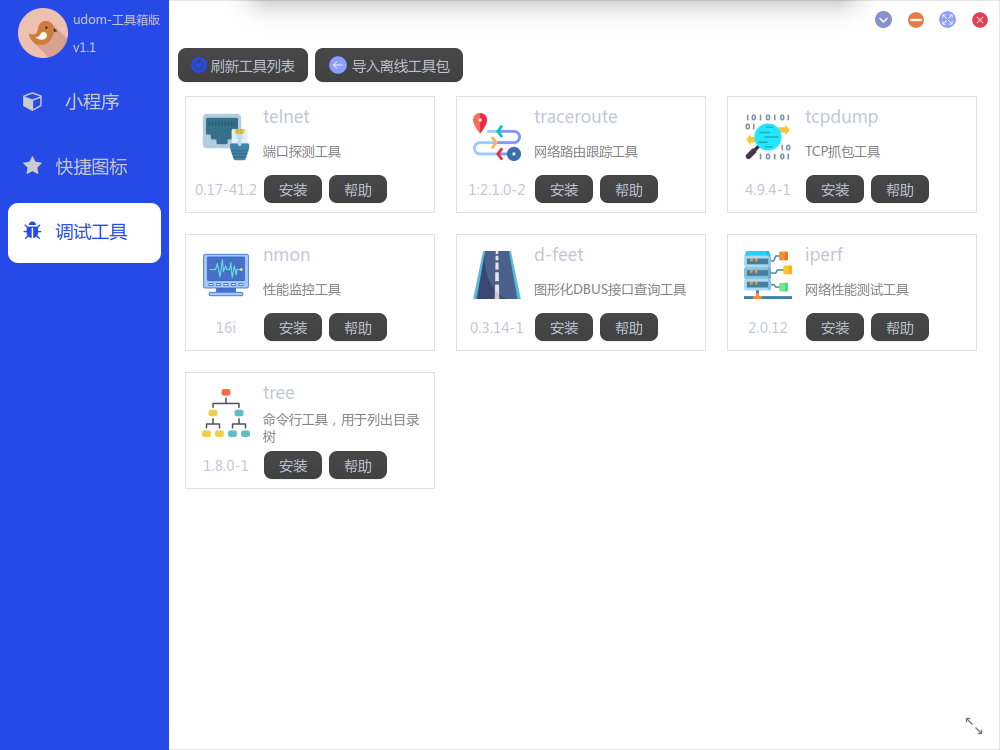 udom-工具箱版
v1.1
小程序
快捷图标
调试工具
刷新工具列表 导入离线工具包
telnet
端口探测工具
0.17-41.2 安装 帮助
traceroute
网络路由跟踪工具
1:2.1.0-2 安装 帮助
tcpdump
TCP抓包工具
4.9.4-1 安装 帮助
nmon
性能监控工具
16i 安装 帮助
d-feet
图形化DBUS接口查询工具
0.3.14-1 安装 帮助
iperf
网络性能测试工具
2.0.12 安装 帮助
tree
命令行工具，用于列出目录
树
1.8.0-1 安装 帮助